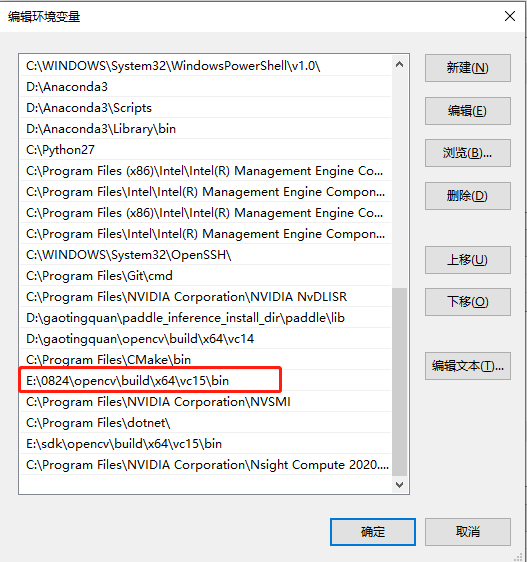 编辑环境变量
C:\WINDOWS\System32\WindowsPowerShell\v1.0\
D:\Anaconda3
D:\Anaconda3\Scripts
D:\Anaconda3\Library\bin
C:\Python27
C:\Program Files (x86)\Intel\Intel(R) Management Engine Co...
C:\Program Files\Intel\Intel(R) Management Engine Compon...
C:\Program Files (x86)\Intel\Intel(R) Management Engine Co...
C:\Program Files\Intel\Intel(R) Management Engine Compon...
C:\WINDOWS\System32\OpenSSH\
C:\Program Files\Git\cmd
C:\Program Files\NVIDIA Corporation\NVIDIA NvDLISR
D:\gaotingquan\paddle_inference_install_dir\paddle\lib
D:\gaotingquan\opencv\build\x64\vc14
C:\Program Files\CMake\bin
E:\0824\opencv\build\x64\vc15\bin
C:\Program Files\NVIDIA Corporation\NVSMI
C:\Program Files\dotnet\
E:\sdk\opencv\build\x64\vc15\bin
C:\Program Files\NVIDIA Corporation\Nsight Compute 2020....
新建(N)
编辑(E)
浏览(B)...
删除(D)
上移(U)
下移(O)
编辑文本(T)...
确定
取消